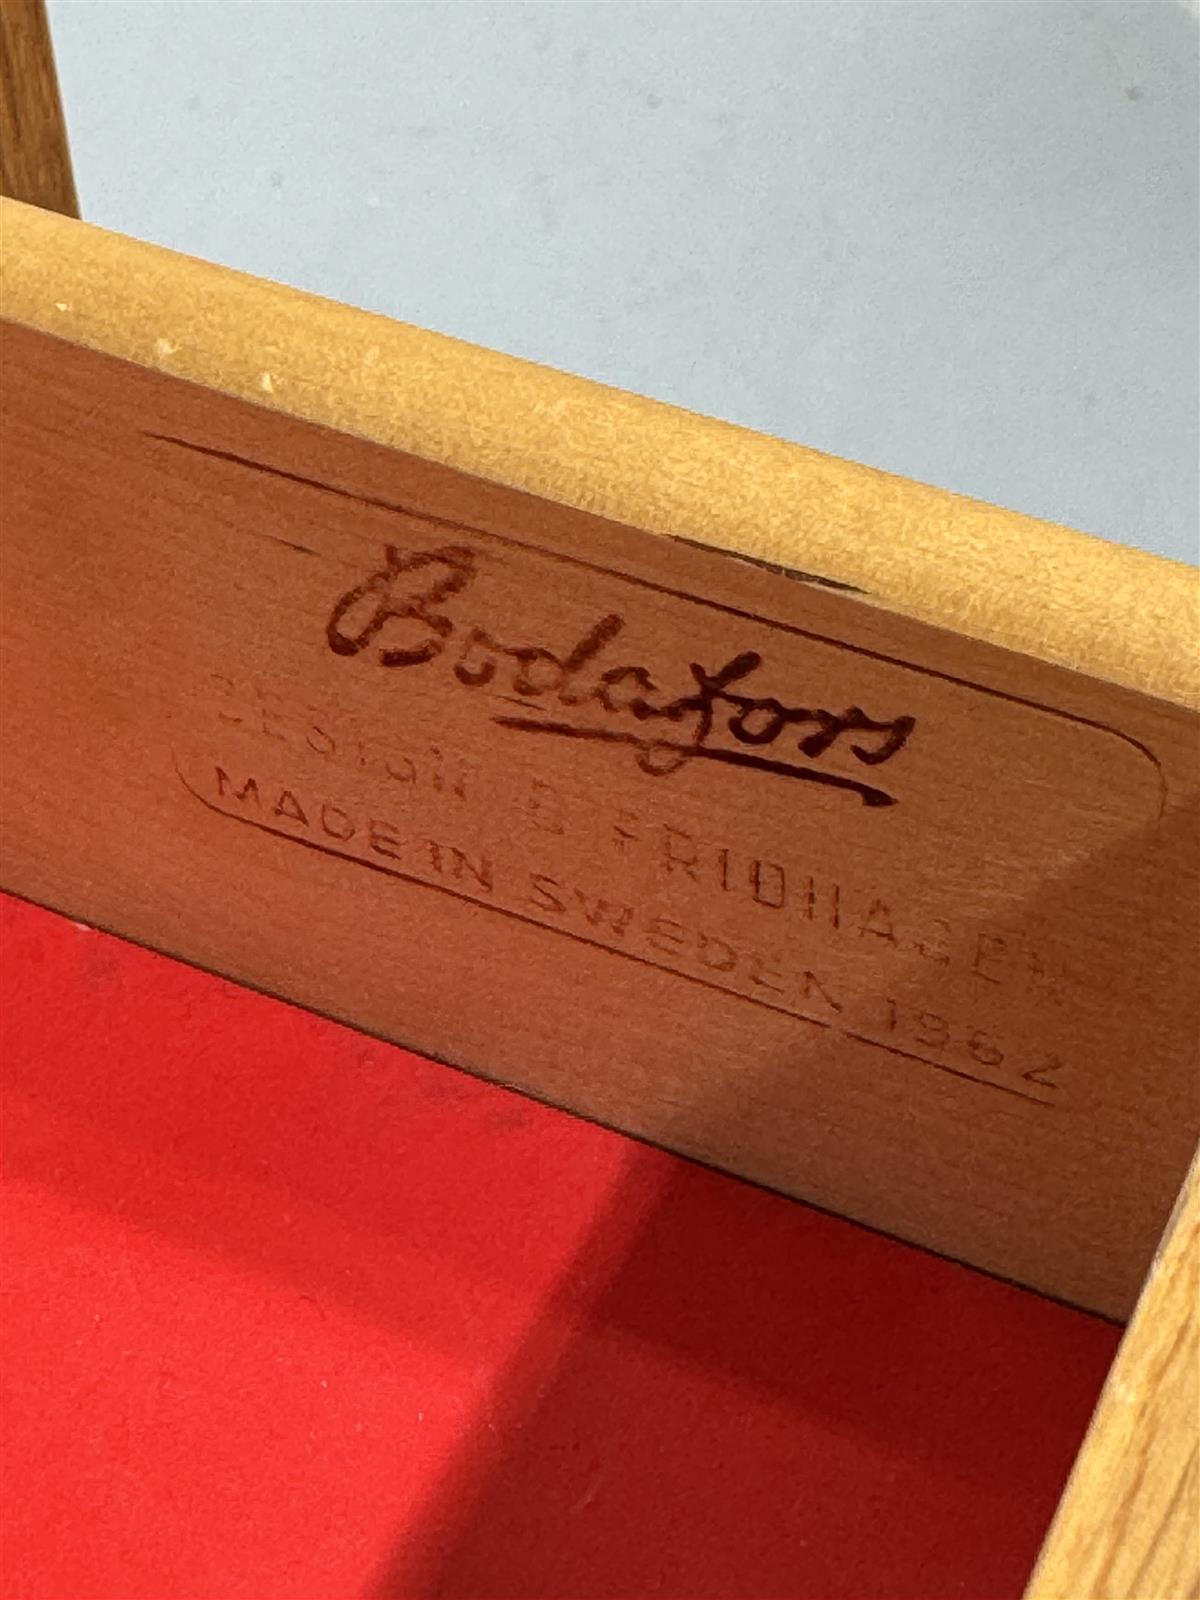 Bodafors
DESIGN B FRIDHAGEN
MADE IN SWEDEN 1962